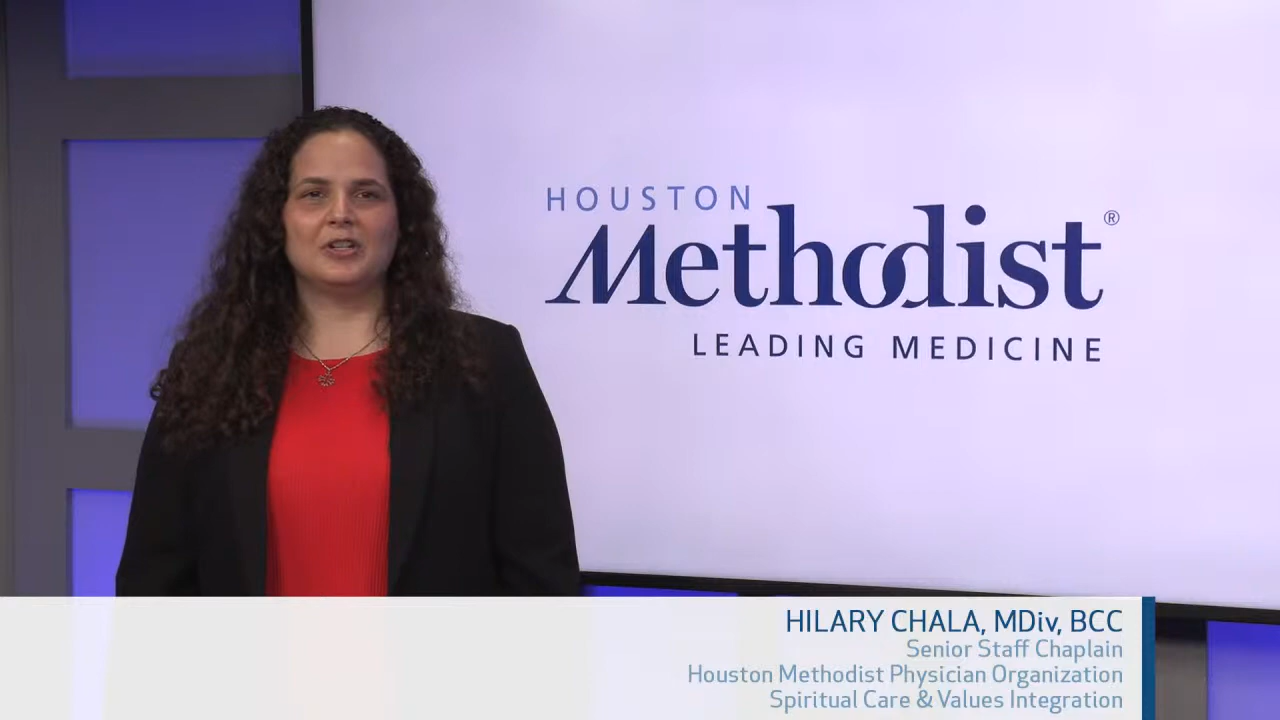 HOUSTON
Methodist®
LEADING MEDICINE
HILARY CHALA, MDiv, BCC
Senior Staff Chaplain
Houston Methodist Physician Organization
Spiritual Care & Values Integration